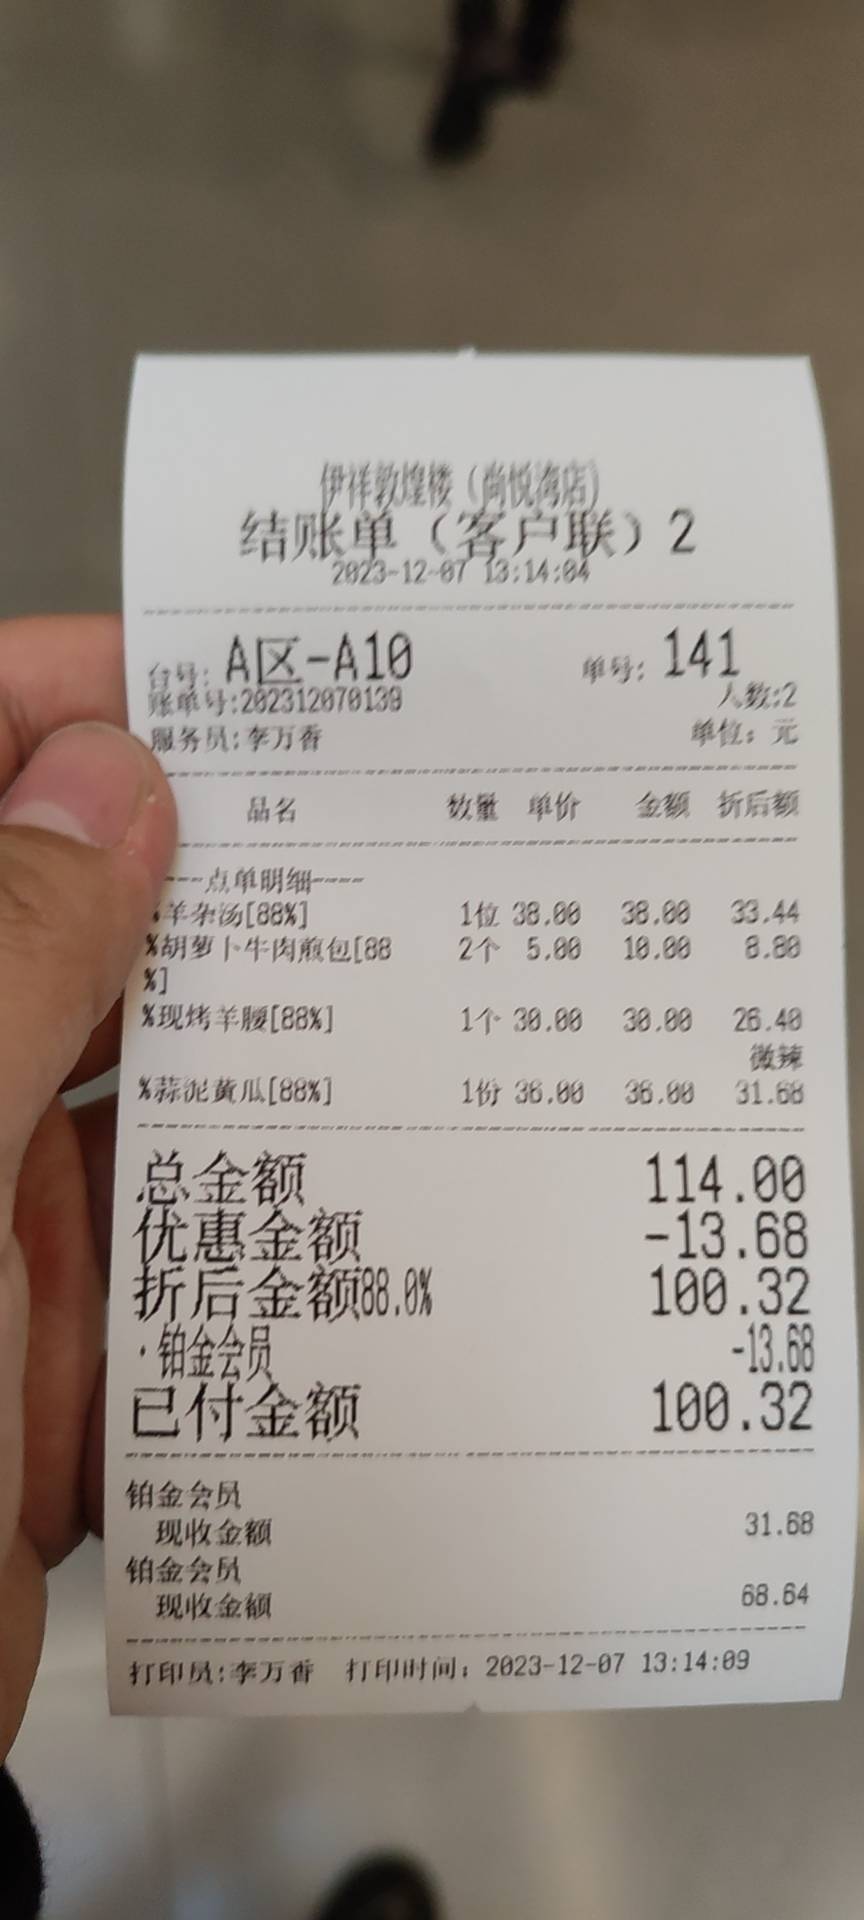 伊祥敦煌楼（尚悦湾店）
结账单（客户联）2
2023-12-07 13:14:04
台号: A区-A10 单号: 141
账单号:202312070139 人数:2
服务员:李万香 单位: 元
品名 数量 单价 金额 折后额
----点单明细----
%羊杂汤[88%] 1位 38.00 38.00 33.44
%胡萝卜牛肉煎包[88 2个 5.00 10.00 8.80
%]
%现烤羊腰[88%] 1个 30.00 30.00 26.40
微辣
%蒜泥黄瓜[88%] 1份 36.00 36.00 31.68
总金额 114.00
优惠金额 -13.68
折后金额88.0% 100.32
·铂金会员 -13.68
已付金额 100.32
铂金会员
现收金额 31.68
铂金会员
现收金额 68.64
打印员:李万香 打印时间: 2023-12-07 13:14:09